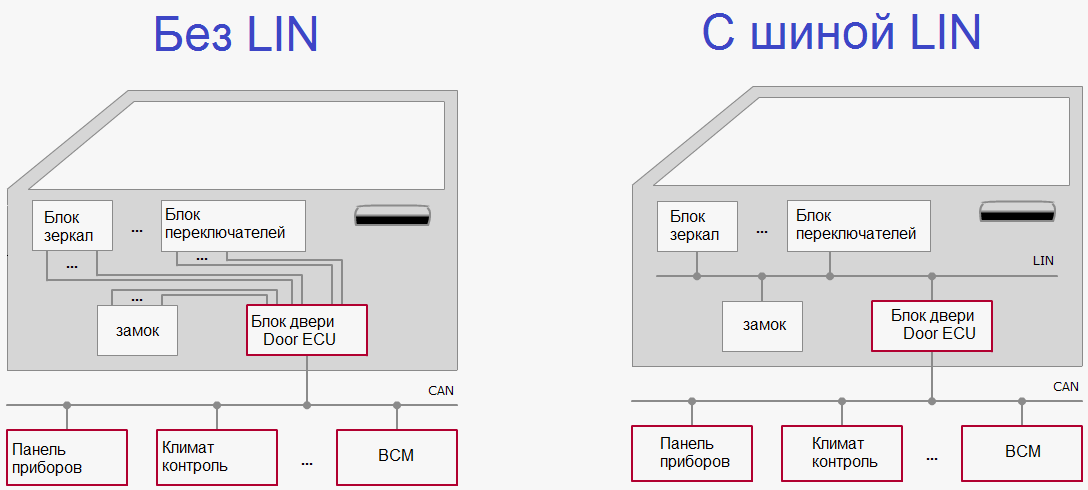 Без LIN
Блок
зеркал
...
Блок
переключателей
...
...
...
замок
Блок двери
Door ECU
CAN
Панель
приборов
Климат
контроль
...
BCM
С шиной LIN
Блок
зеркал
...
Блок
переключателей
LIN
замок
Блок двери
Door ECU
CAN
Панель
приборов
Климат
контроль
...
BCM